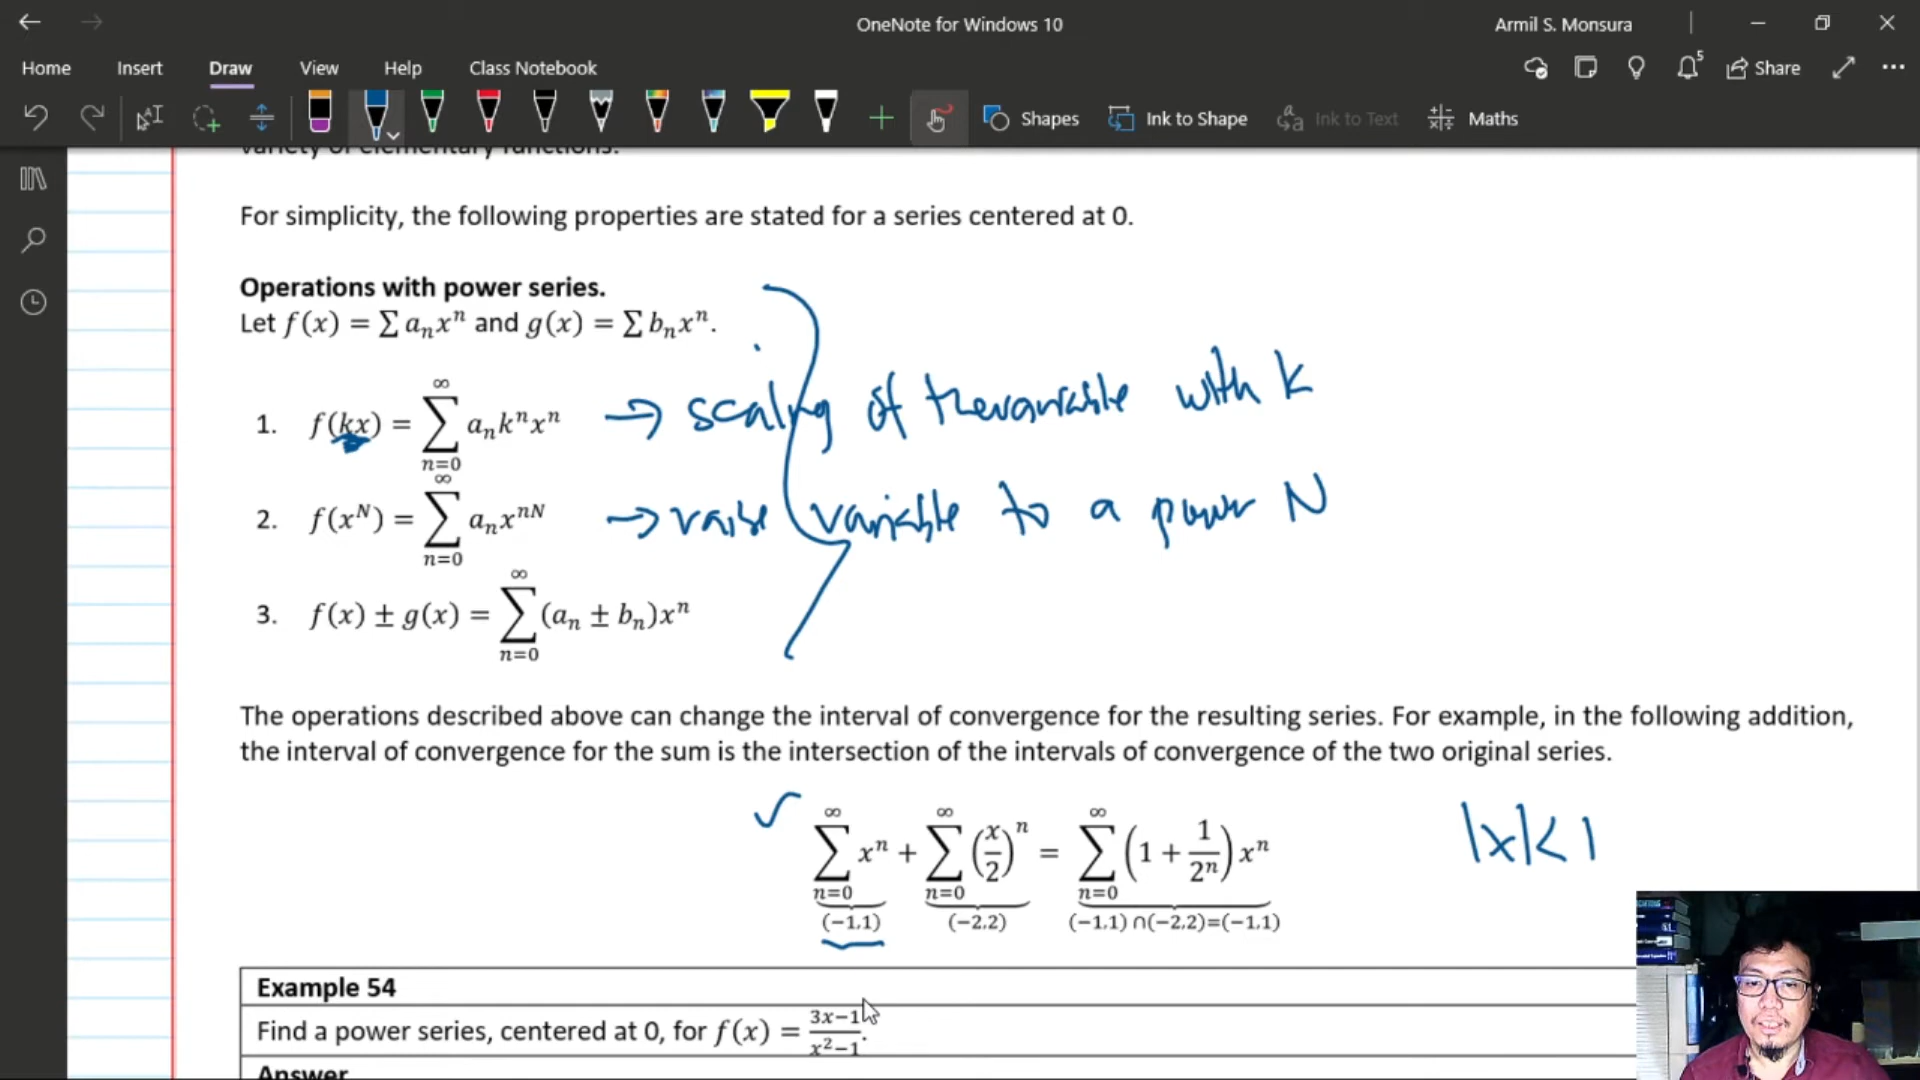 OneNote for Windows 10
Armil S. Monsura
Home Insert Draw View Help Class Notebook
5 Share
AI Shapes Ink to Shape Ink to Text Maths
variety of elementary functions.
For simplicity, the following properties are stated for a series centered at 0.
Operations with power series.
Let f(x) = ∑ aₙxⁿ and g(x) = ∑ bₙxⁿ.
1. f(kx) = ∑_{n=0}^{∞} aₙkⁿxⁿ → scaling of the variable with k
2. f(x^N) = ∑_{n=0}^{∞} aₙx^{nN} → raise variable to a power N
3. f(x) ± g(x) = ∑_{n=0}^{∞} (aₙ ± bₙ)xⁿ
The operations described above can change the interval of convergence for the resulting series. For example, in the following addition,
the interval of convergence for the sum is the intersection of the intervals of convergence of the two original series.
✓ ∑_{n=0}^{∞} xⁿ + ∑_{n=0}^{∞} (x/2)ⁿ = ∑_{n=0}^{∞} (1 + 1/2ⁿ) xⁿ |x|<1
(−1,1) (−2,2) (−1,1)∩(−2,2)=(−1,1)
Example 54
Find a power series, centered at 0, for f(x) = (3x−1)/(x²−1).
Answer